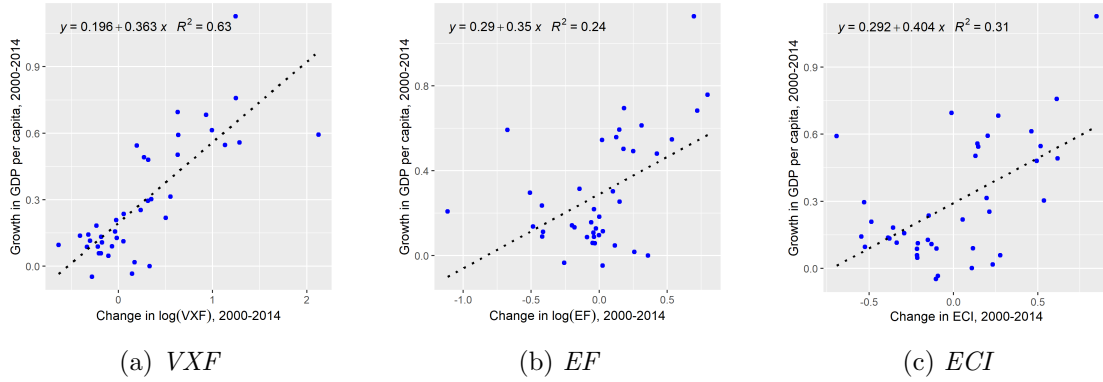 y = 0.196 + 0.363 x R² = 0.63
Growth in GDP per capita, 2000-2014
0.9
0.6
0.3
0.0
0
1
2
Change in log(VXF), 2000-2014
(a) VXF
y = 0.29 + 0.35 x R² = 0.24
Growth in GDP per capita, 2000-2014
0.8
0.4
0.0
-1.0
-0.5
0.0
0.5
Change in log(EF), 2000-2014
(b) EF
y = 0.292 + 0.404 x R² = 0.31
Growth in GDP per capita, 2000-2014
0.9
0.6
0.3
0.0
-0.5
0.0
0.5
Change in ECI, 2000-2014
(c) ECI